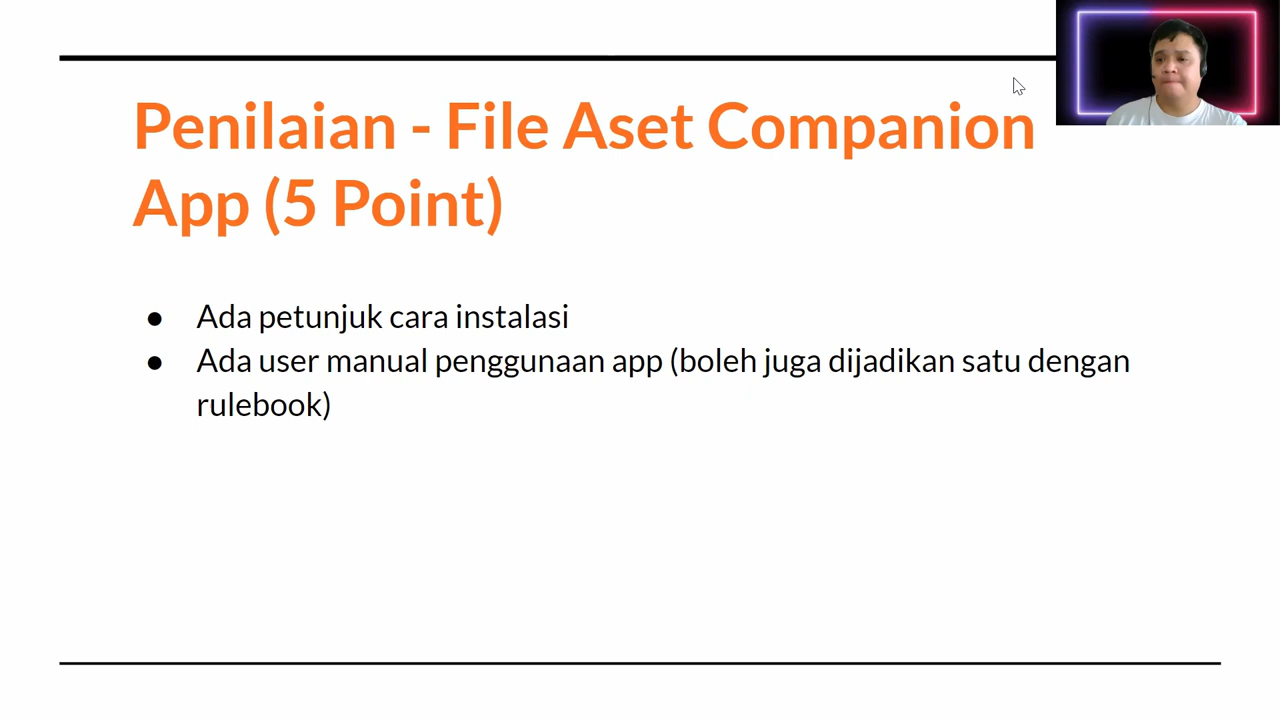 Penilaian - File Aset Companion
App (5 Point)
● Ada petunjuk cara instalasi
● Ada user manual penggunaan app (boleh juga dijadikan satu dengan
rulebook)